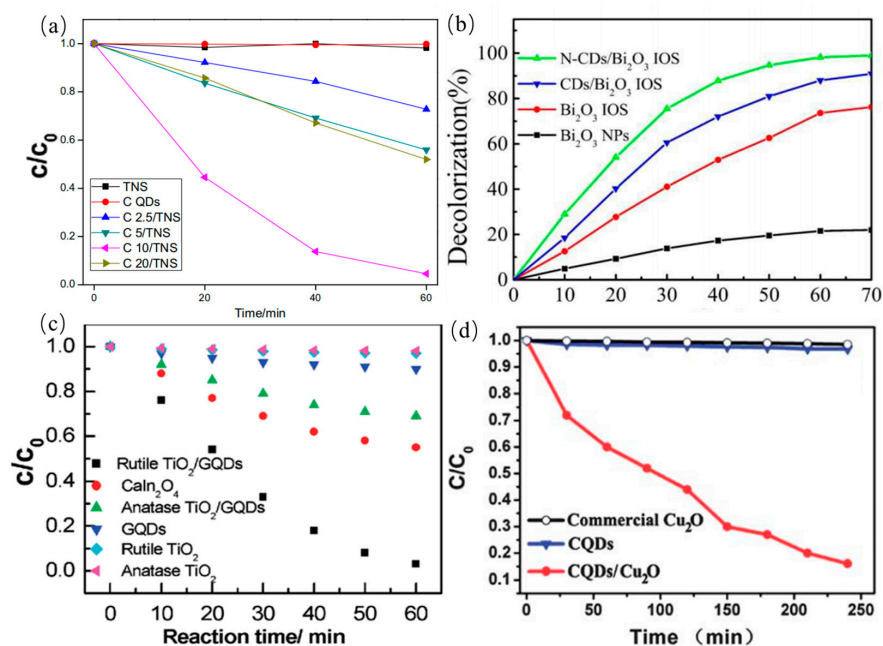 (a)
1.0
0.8
0.6
0.4
0.2
0.0
c/c₀
TNS
C QDs
C 2.5/TNS
C 5/TNS
C 10/TNS
C 20/TNS
0 20 40 60
Time/min
(b)
100
80
60
40
20
0
Decolorization(%)
N-CDs/Bi₂O₃ IOS
CDs/Bi₂O₃ IOS
Bi₂O₃ IOS
Bi₂O₃ NPs
0 10 20 30 40 50 60 70
(c)
1.0
0.8
0.6
0.4
0.2
0.0
c/c₀
Rutile TiO₂/GQDs
CaIn₂O₄
Anatase TiO₂/GQDs
GQDs
Rutile TiO₂
Anatase TiO₂
0 10 20 30 40 50 60
Reaction time/ min
(d)
1.0
0.9
0.8
0.7
0.6
0.5
0.4
0.3
0.2
0.1
C/C₀
Commercial Cu₂O
CQDs
CQDs/Cu₂O
0 50 100 150 200 250
Time （min）